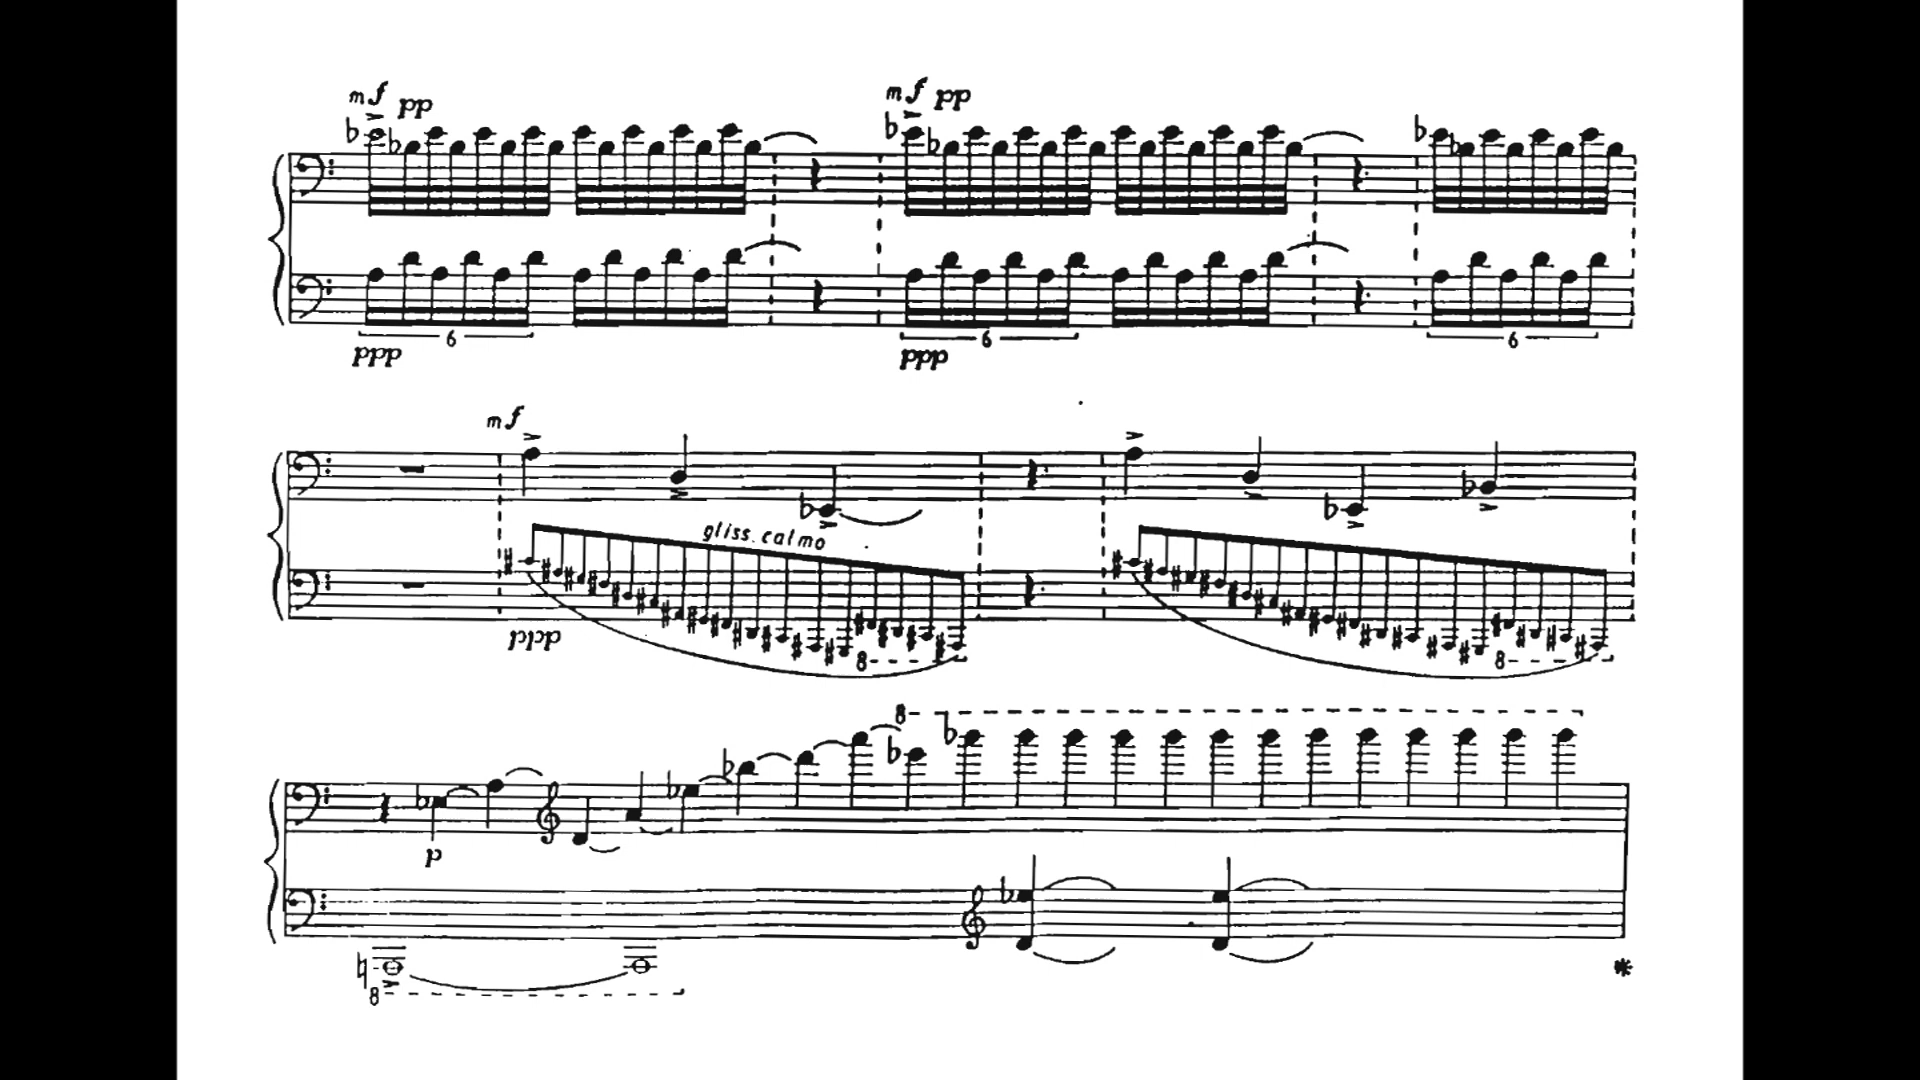 mf pp mf pp
6 6 6
ppp ppp
mf
gliss. calmo
ppp
8 8
8
p
8